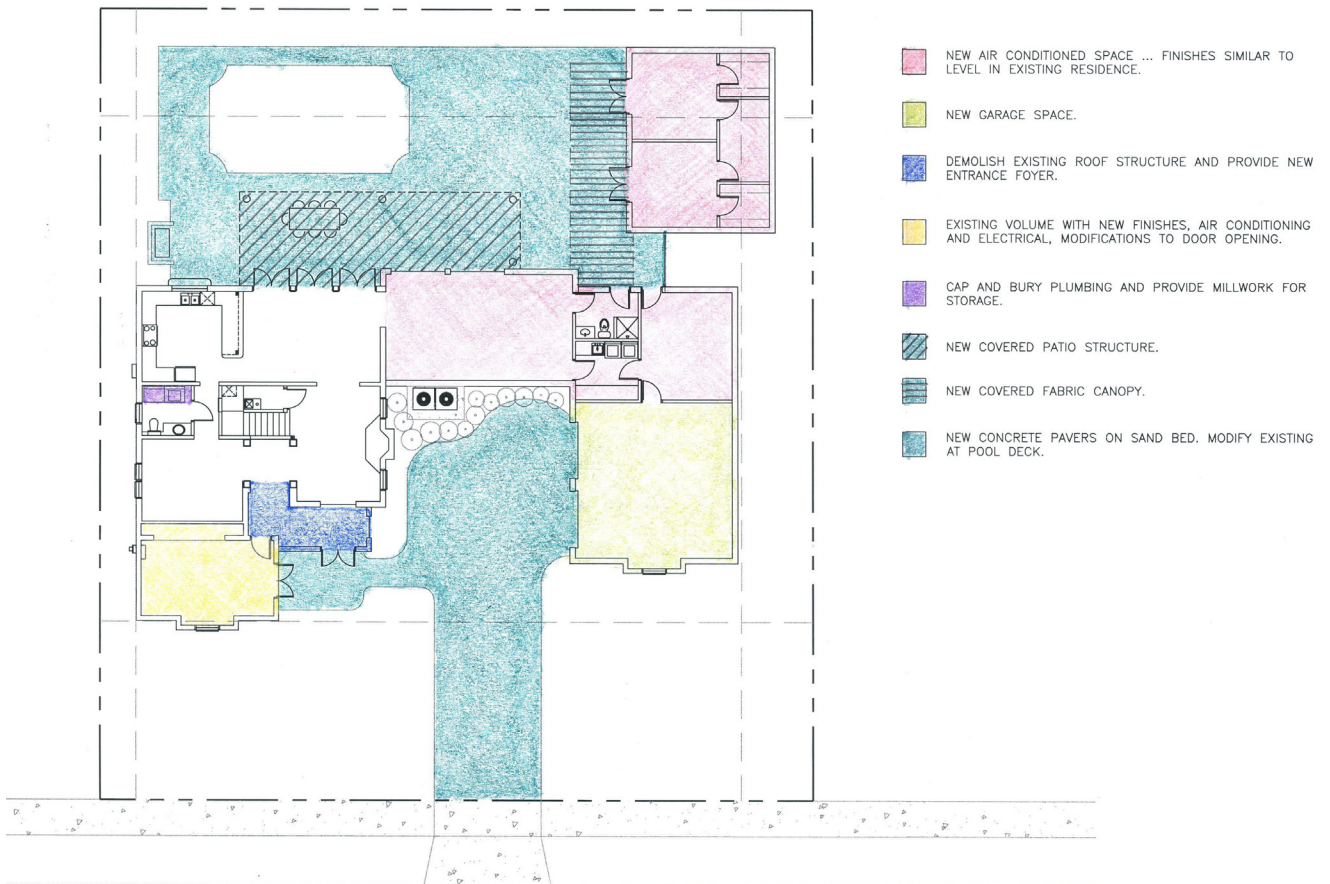 NEW AIR CONDITIONED SPACE ... FINISHES SIMILAR TO
LEVEL IN EXISTING RESIDENCE.
NEW GARAGE SPACE.
DEMOLISH EXISTING ROOF STRUCTURE AND PROVIDE NEW
ENTRANCE FOYER.
EXISTING VOLUME WITH NEW FINISHES, AIR CONDITIONING
AND ELECTRICAL, MODIFICATIONS TO DOOR OPENING.
CAP AND BURY PLUMBING AND PROVIDE MILLWORK FOR
STORAGE.
NEW COVERED PATIO STRUCTURE.
NEW COVERED FABRIC CANOPY.
NEW CONCRETE PAVERS ON SAND BED. MODIFY EXISTING
AT POOL DECK.